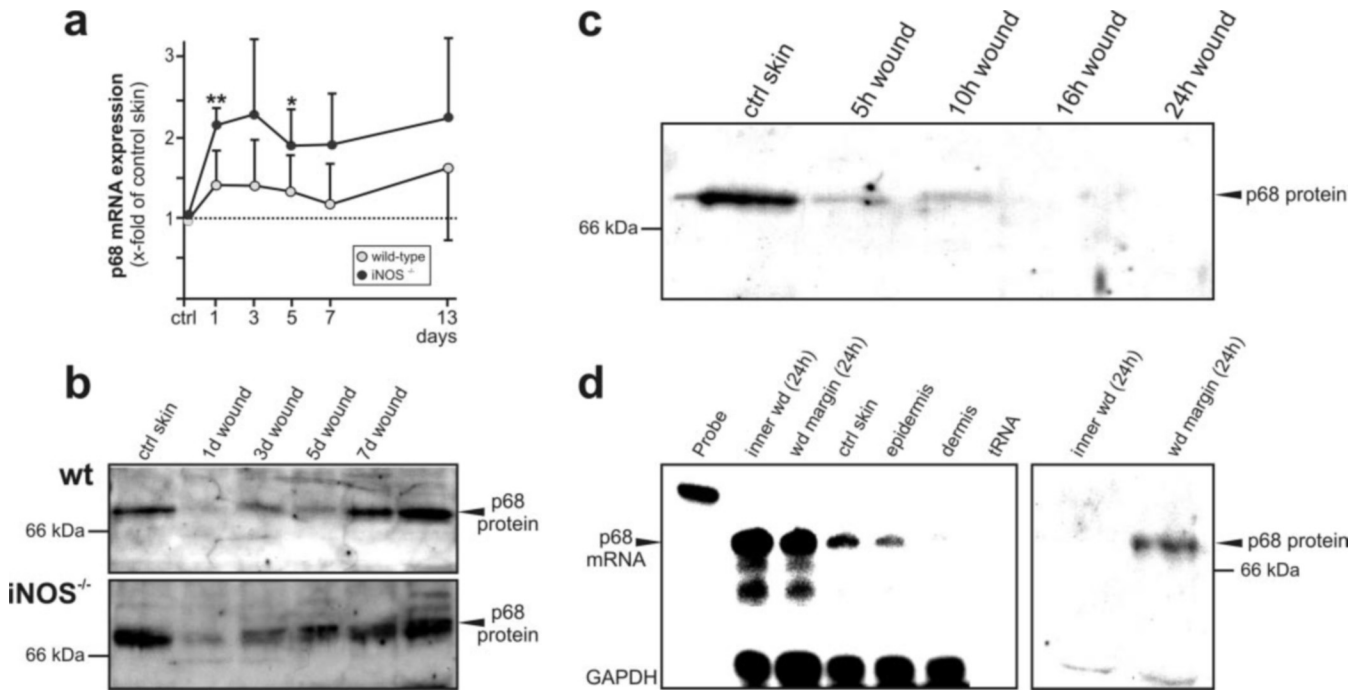 a
p68 mRNA expression
(x-fold of control skin)
3
2
1
**
*
wild-type
iNOS -/-
ctrl 1 3 5 7 13
days
b
ctrl skin
1d wound
3d wound
5d wound
7d wound
wt
p68
protein
66 kDa
iNOS-/-
p68
protein
66 kDa
c
ctrl skin
5h wound
10h wound
16h wound
24h wound
p68 protein
66 kDa
d
Probe
inner wd (24h)
wd margin (24h)
ctrl skin
epidermis
dermis
tRNA
p68
mRNA
GAPDH
inner wd (24h)
wd margin (24h)
p68 protein
66 kDa